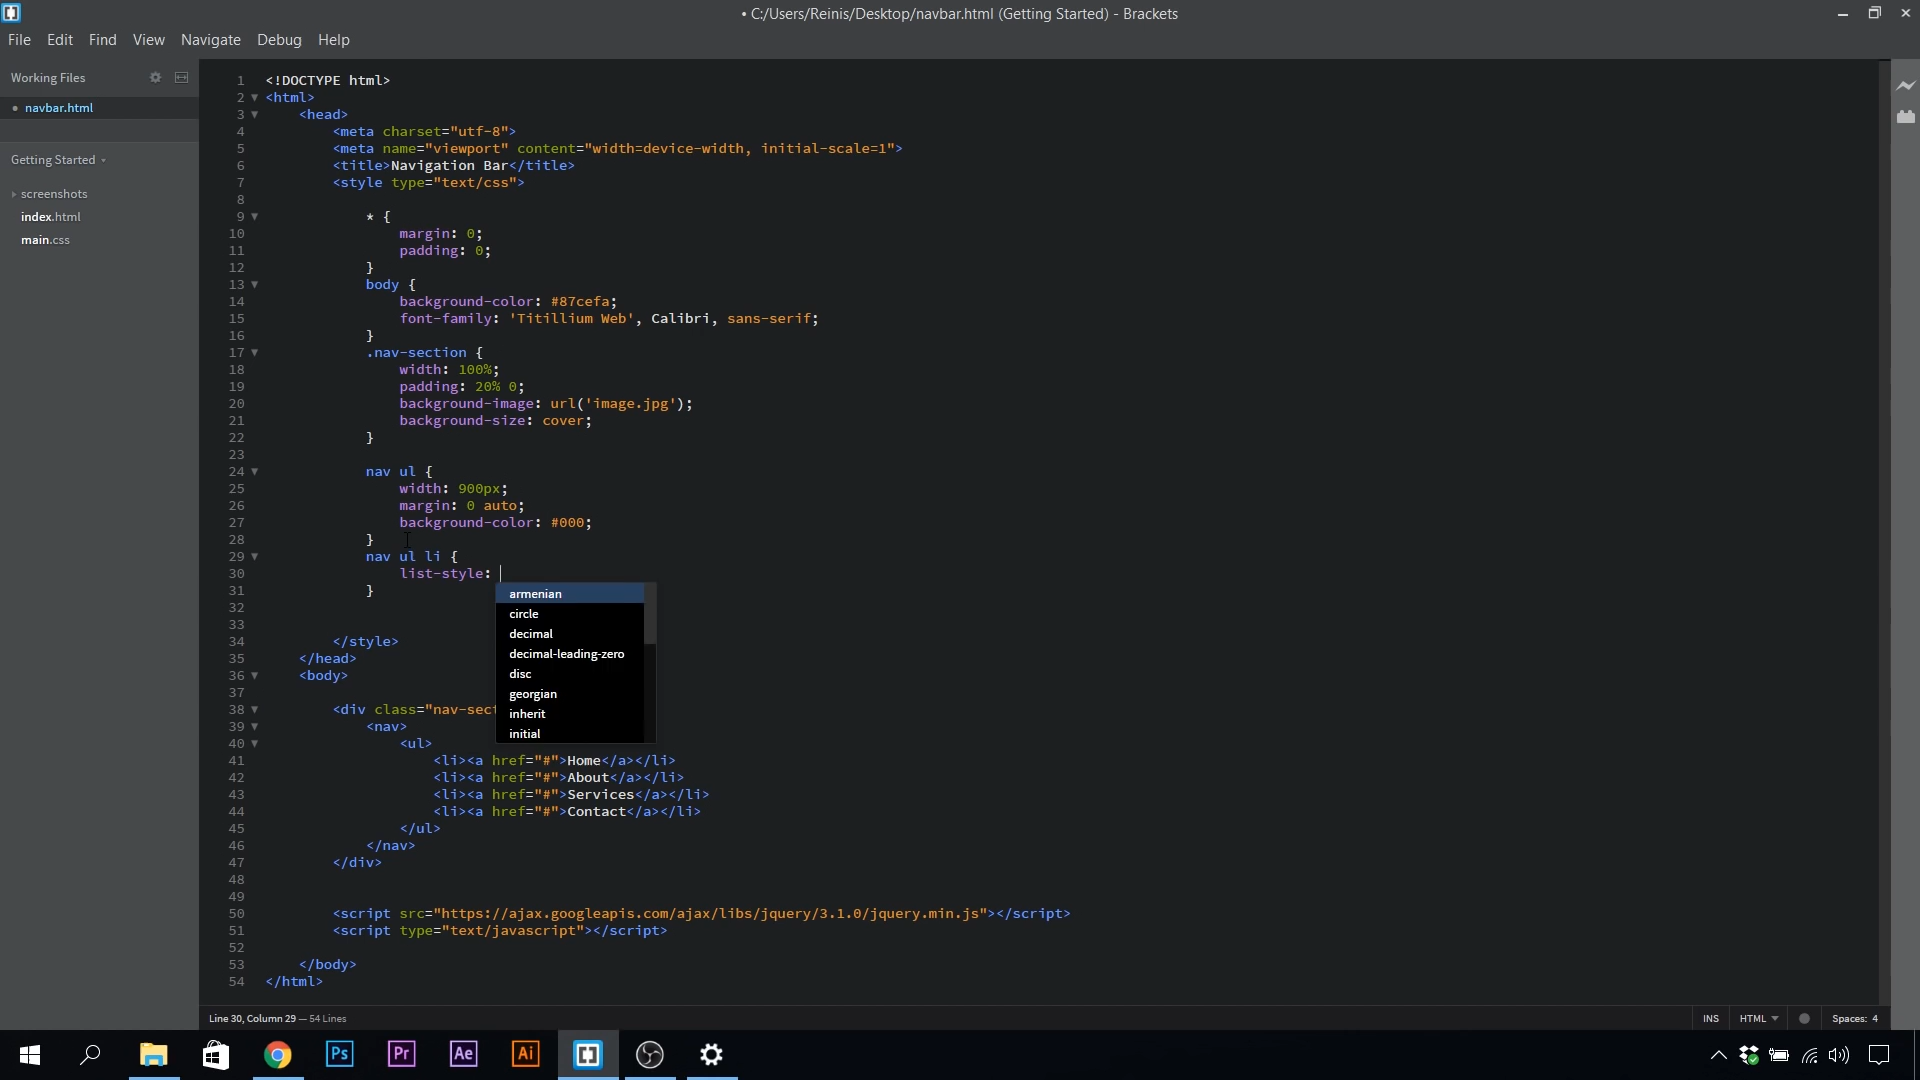 • C:/Users/Reinis/Desktop/navbar.html (Getting Started) - Brackets
File Edit Find View Navigate Debug Help
Working Files
• navbar.html
Getting Started
screenshots
index.html
main.css
1 <!DOCTYPE html>
2 <html>
3 <head>
4 <meta charset="utf-8">
5 <meta name="viewport" content="width=device-width, initial-scale=1">
6 <title>Navigation Bar</title>
7 <style type="text/css">
8
9 * {
10 margin: 0;
11 padding: 0;
12 }
13 body {
14 background-color: #87cefa;
15 font-family: 'Titillium Web', Calibri, sans-serif;
16 }
17 .nav-section {
18 width: 100%;
19 padding: 20% 0;
20 background-image: url('image.jpg');
21 background-size: cover;
22 }
23
24 nav ul {
25 width: 900px;
26 margin: 0 auto;
27 background-color: #000;
28 }
29 nav ul li {
30 list-style:
31 }
32
33
34 </style>
35 </head>
36 <body>
37
38 <div class="nav-sect
39 <nav>
40 <ul>
41 <li><a href="#">Home</a></li>
42 <li><a href="#">About</a></li>
43 <li><a href="#">Services</a></li>
44 <li><a href="#">Contact</a></li>
45 </ul>
46 </nav>
47 </div>
48
49
50 <script src="https://ajax.googleapis.com/ajax/libs/jquery/3.1.0/jquery.min.js"></script>
51 <script type="text/javascript"></script>
52
53 </body>
54 </html>
armenian
circle
decimal
decimal-leading-zero
disc
georgian
inherit
initial
Line 30, Column 29 — 54 Lines
INS HTML Spaces: 4
Ps Pr Ae Ai